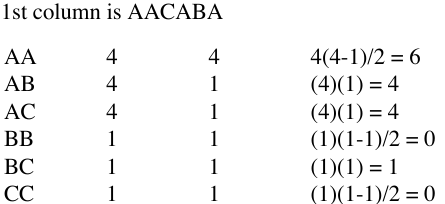 1st column is AACABA
AA 4 4 4(4-1)/2 = 6
AB 4 1 (4)(1) = 4
AC 4 1 (4)(1) = 4
BB 1 1 (1)(1-1)/2 = 0
BC 1 1 (1)(1) = 1
CC 1 1 (1)(1-1)/2 = 0